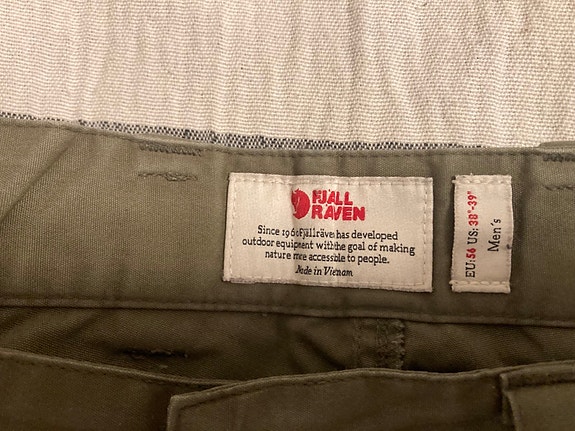 FJÄLL
RÄVEN
Since 1960 Fjällräven has developed
outdoor equipment with the goal of making
nature more accessible to people.
Made in Vietnam
EU: 56 US: 38"-39"
Men's